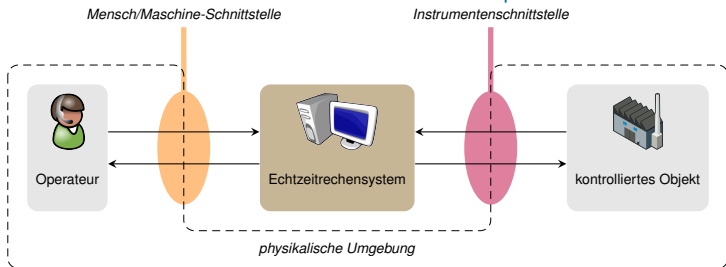 Mensch/Maschine-Schnittstelle
Instrumentenschnittstelle
Operateur
Echtzeitrechensystem
kontrolliertes Objekt
physikalische Umgebung